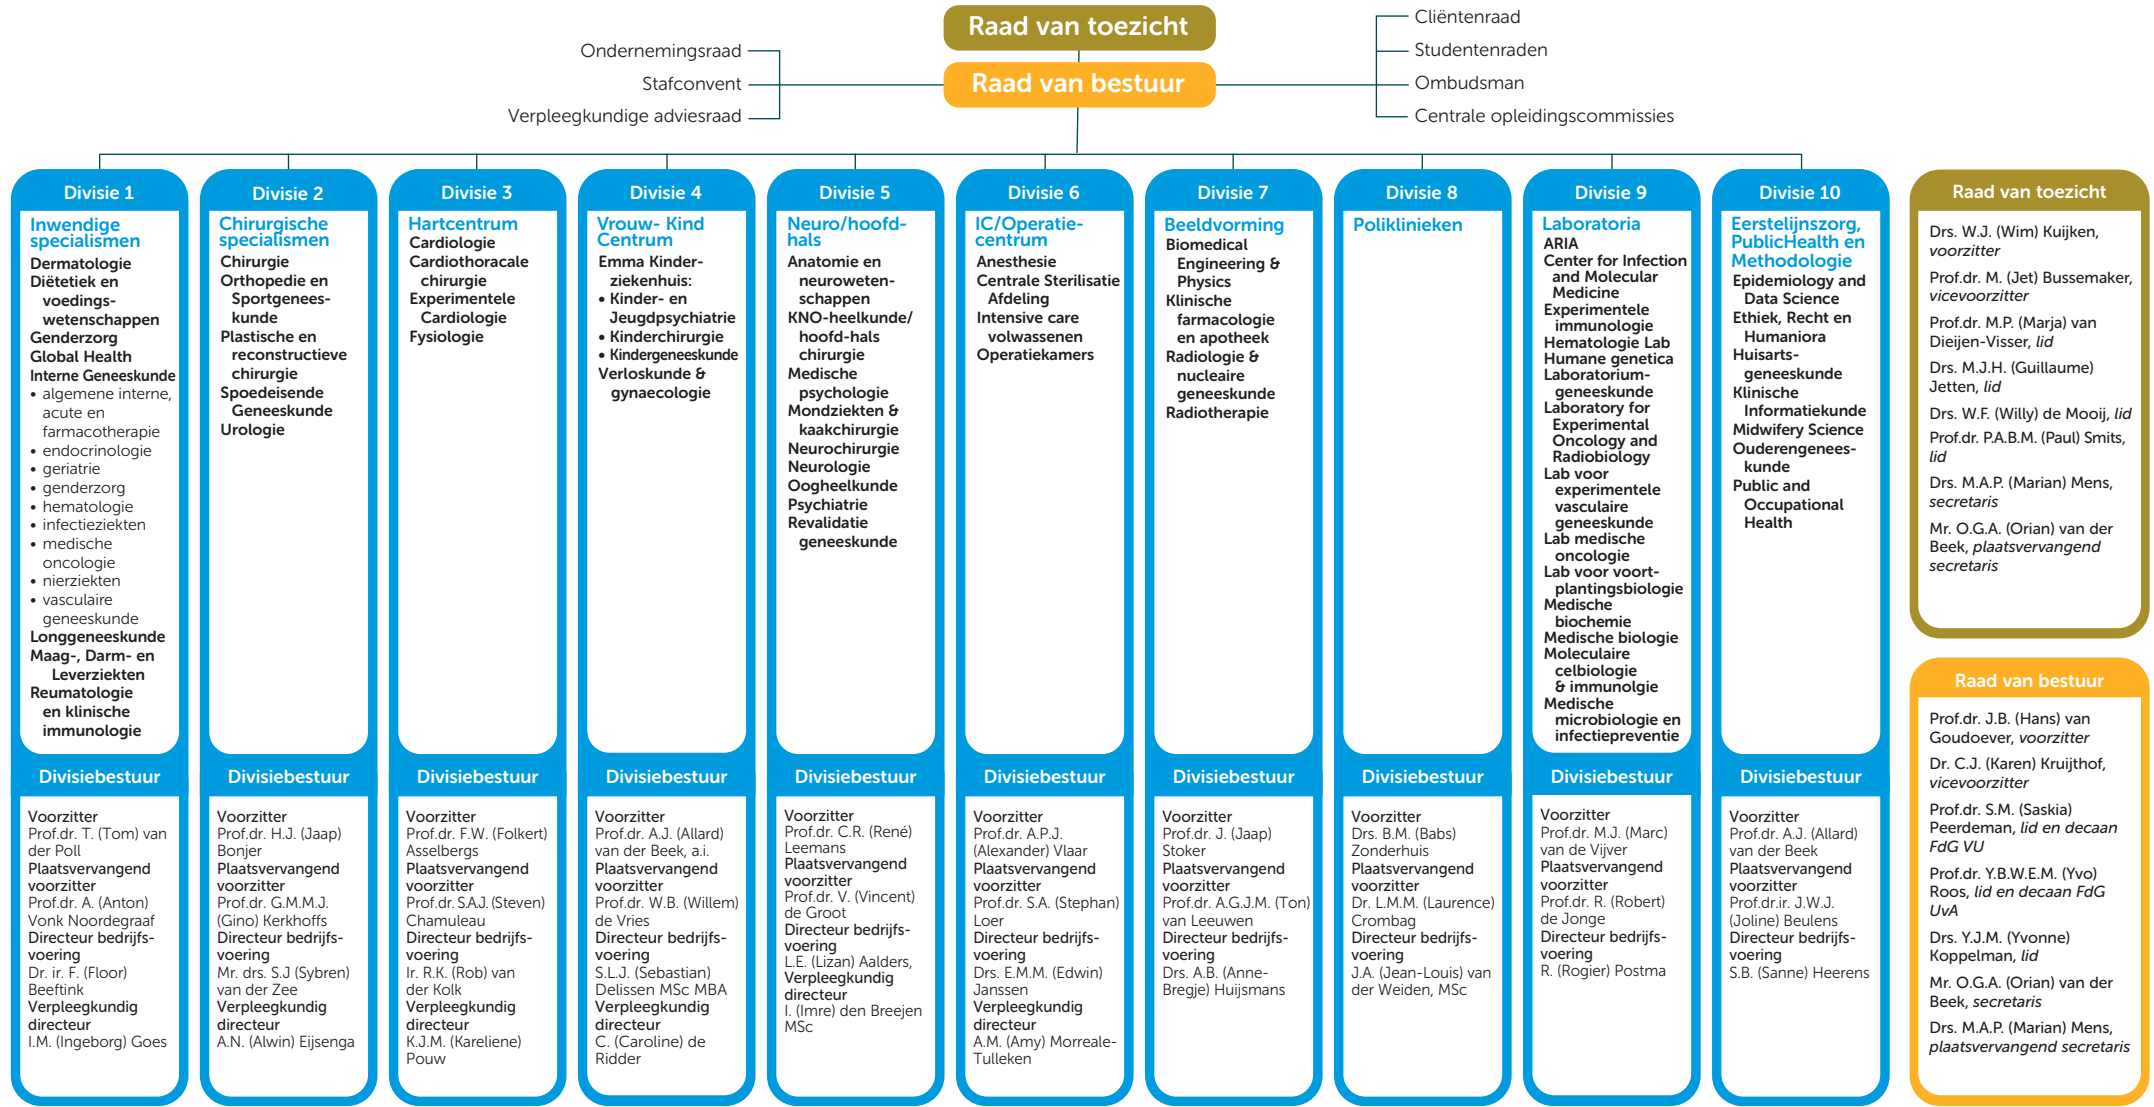 Raad van toezicht
Raad van bestuur
Ondernemingsraad
Stafconvent
Verpleegkundige adviesraad
Cliëntenraad
Studentenraden
Ombudsman
Centrale opleidingscommissies
Divisie 1
Inwendige
specialismen
Dermatologie
Diëtetiek en
voedings-
wetenschappen
Genderzorg
Global Health
Interne Geneeskunde
• algemene interne,
acute en
farmacotherapie
• endocrinologie
• geriatrie
• genderzorg
• hematologie
• infectieziekten
• medische
oncologie
• nierziekten
• vasculaire
geneeskunde
Longgeneeskunde
Maag-, Darm- en
Leverziekten
Reumatologie
en klinische
immunologie
Divisiebestuur
Voorzitter
Prof.dr. T. (Tom) van
der Poll
Plaatsvervangend
voorzitter
Prof.dr. A. (Anton)
Vonk Noordegraaf
Directeur bedrijfs-
voering
Dr. ir. F. (Floor)
Beeftink
Verpleegkundig
directeur
I.M. (Ingeborg) Goes
Divisie 2
Chirurgische
specialismen
Chirurgie
Orthopedie en
Sportgenees-
kunde
Plastische en
reconstructieve
chirurgie
Spoedeisende
Geneeskunde
Urologie
Divisiebestuur
Voorzitter
Prof.dr. H.J. (Jaap)
Bonjer
Plaatsvervangend
voorzitter
Prof.dr. G.M.M.J.
(Gino) Kerkhoffs
Directeur bedrijfs-
voering
Mr. drs. S.J (Sybren)
van der Zee
Verpleegkundig
directeur
A.N. (Alwin) Eijsenga
Divisie 3
Hartcentrum
Cardiologie
Cardiothoracale
chirurgie
Experimentele
Cardiologie
Fysiologie
Divisiebestuur
Voorzitter
Prof.dr. F.W. (Folkert)
Asselbergs
Plaatsvervangend
voorzitter
Prof.dr. S.A.J. (Steven)
Chamuleau
Directeur bedrijfs-
voering
Ir. R.K. (Rob) van
der Kolk
Verpleegkundig
directeur
K.J.M. (Kareliene)
Pouw
Divisie 4
Vrouw- Kind
Centrum
Emma Kinder-
ziekenhuis:
• Kinder- en
Jeugdpsychiatrie
• Kinderchirurgie
• Kindergeneeskunde
Verloskunde &
gynaecologie
Divisiebestuur
Voorzitter
Prof.dr. A.J. (Allard)
van der Beek, a.i.
Plaatsvervangend
voorzitter
Prof.dr. W.B. (Willem)
de Vries
Directeur bedrijfs-
voering
S.L.J. (Sebastian)
Delissen MSc MBA
Verpleegkundig
directeur
C. (Caroline) de
Ridder
Divisie 5
Neuro/hoofd-
hals
Anatomie en
neuroweten-
schappen
KNO-heelkunde/
hoofd-hals
chirurgie
Medische
psychologie
Mondziekten &
kaakchirurgie
Neurochirurgie
Neurologie
Oogheelkunde
Psychiatrie
Revalidatie
geneeskunde
Divisiebestuur
Voorzitter
Prof.dr. C.R. (René)
Leemans
Plaatsvervangend
voorzitter
Prof.dr. V. (Vincent)
de Groot
Directeur bedrijfs-
voering
L.E. (Lizan) Aalders,
Verpleegkundig
directeur
I. (Imre) den Breejen
MSc
Divisie 6
IC/Operatie-
centrum
Anesthesie
Centrale Sterilisatie
Afdeling
Intensive care
volwassenen
Operatiekamers
Divisiebestuur
Voorzitter
Prof.dr. A.P.J.
(Alexander) Vlaar
Plaatsvervangend
voorzitter
Prof.dr. S.A. (Stephan)
Loer
Directeur bedrijfs-
voering
Drs. E.M.M. (Edwin)
Janssen
Verpleegkundig
directeur
A.M. (Amy) Morreale-
Tulleken
Divisie 7
Beeldvorming
Biomedical
Engineering &
Physics
Klinische
farmacologie
en apotheek
Radiologie &
nucleaire
geneeskunde
Radiotherapie
Divisiebestuur
Voorzitter
Prof.dr. J. (Jaap)
Stoker
Plaatsvervangend
voorzitter
Prof.dr. A.G.J.M. (Ton)
van Leeuwen
Directeur bedrijfs-
voering
Drs. A.B. (Anne-
Bregje) Huijsmans
Divisie 8
Poliklinieken
Divisiebestuur
Voorzitter
Drs. B.M. (Babs)
Zonderhuis
Plaatsvervangend
voorzitter
Dr. L.M.M. (Laurence)
Crombag
Directeur bedrijfs-
voering
J.A. (Jean-Louis) van
der Weiden, MSc
Divisie 9
Laboratoria
ARIA
Center for Infection
and Molecular
Medicine
Experimentele
immunologie
Hematologie Lab
Humane genetica
Laboratorium-
geneeskunde
Laboratory for
Experimental
Oncology and
Radiobiology
Lab voor
experimentele
vasculaire
geneeskunde
Lab medische
oncologie
Lab voor voort-
plantingsbiologie
Medische
biochemie
Medische biologie
Moleculaire
celbiologie
& immunolgie
Medische
microbiologie en
infectiepreventie
Divisiebestuur
Voorzitter
Prof.dr. M.J. (Marc)
van de Vijver
Plaatsvervangend
voorzitter
Prof.dr. R. (Robert)
de Jonge
Directeur bedrijfs-
voering
R. (Rogier) Postma
Divisie 10
Eerstelijnszorg,
PublicHealth en
Methodologie
Epidemiology and
Data Science
Ethiek, Recht en
Humaniora
Huisarts-
geneeskunde
Klinische
Informatiekunde
Midwifery Science
Ouderengenees-
kunde
Public and
Occupational
Health
Divisiebestuur
Voorzitter
Prof.dr. A.J. (Allard)
van der Beek
Plaatsvervangend
voorzitter
Prof.dr.ir. J.W.J.
(Joline) Beulens
Directeur bedrijfs-
voering
S.B. (Sanne) Heerens
Raad van toezicht
Drs. W.J. (Wim) Kuijken,
voorzitter
Prof.dr. M. (Jet) Bussemaker,
vicevoorzitter
Prof.dr. M.P. (Marja) van
Dieijen-Visser, lid
Drs. M.J.H. (Guillaume)
Jetten, lid
Drs. W.F. (Willy) de Mooij, lid
Prof.dr. P.A.B.M. (Paul) Smits,
lid
Drs. M.A.P. (Marian) Mens,
secretaris
Mr. O.G.A. (Orian) van der
Beek, plaatsvervangend
secretaris
Raad van bestuur
Prof.dr. J.B. (Hans) van
Goudoever, voorzitter
Dr. C.J. (Karen) Kruijthof,
vicevoorzitter
Prof.dr. S.M. (Saskia)
Peerdeman, lid en decaan
FdG VU
Prof.dr. Y.B.W.E.M. (Yvo)
Roos, lid en decaan FdG
UvA
Drs. Y.J.M. (Yvonne)
Koppelman, lid
Mr. O.G.A. (Orian) van der
Beek, secretaris
Drs. M.A.P. (Marian) Mens,
plaatsvervangend secretaris